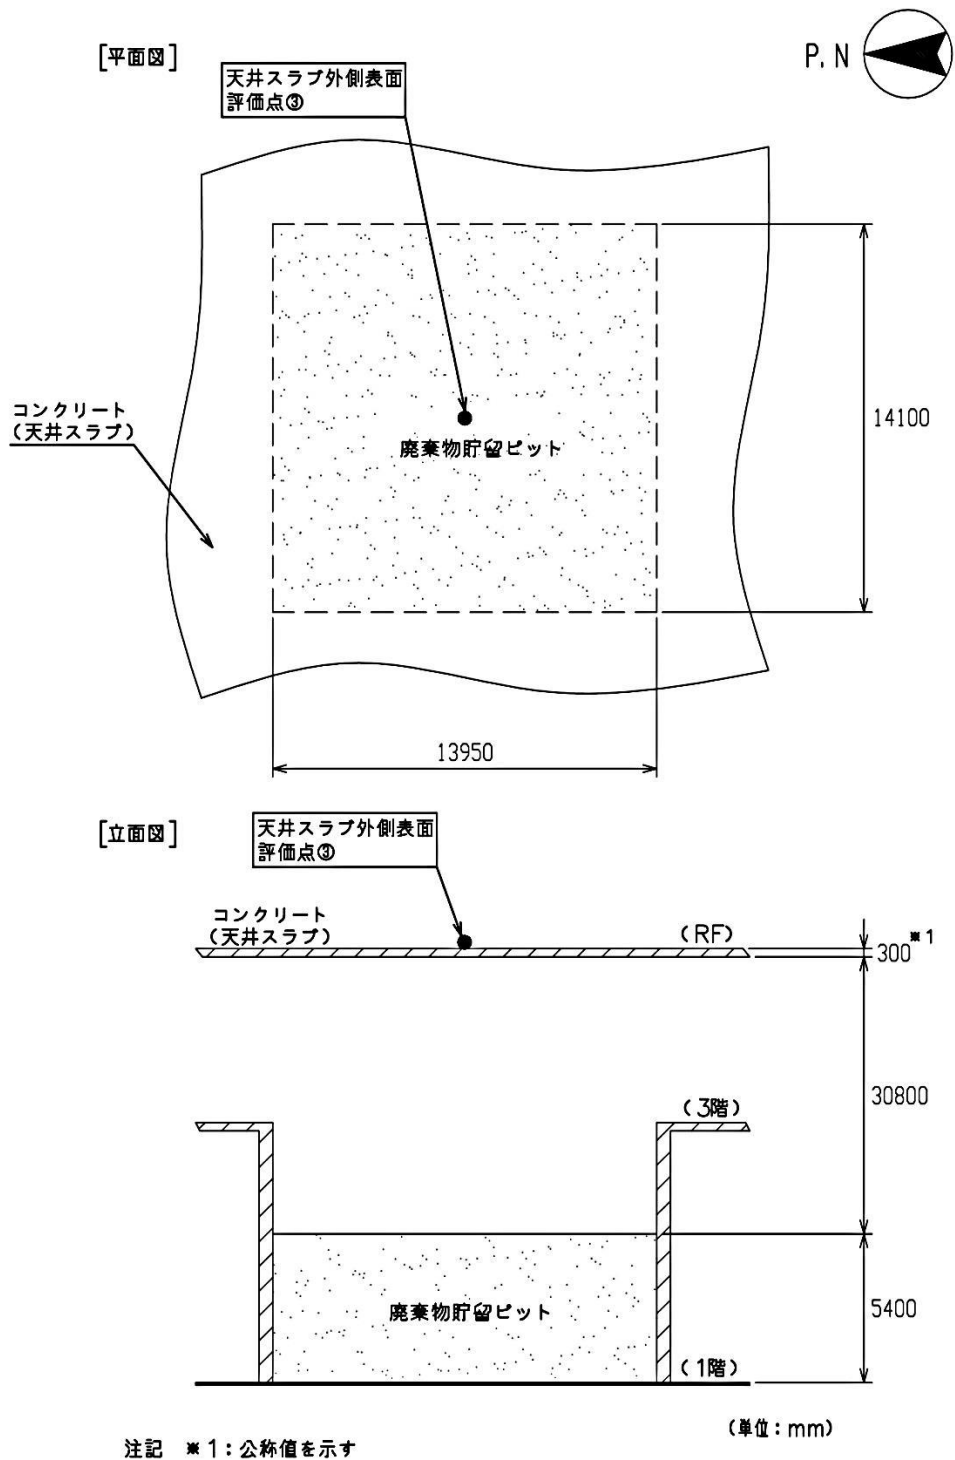 [平面図]
P.N
天井スラブ外側表面
評価点③
コンクリート
(天井スラブ)
廃棄物貯留ピット
14100
13950
[立面図]
天井スラブ外側表面
評価点③
コンクリート
(天井スラブ)
(RF)
300※1
30800
(3階)
廃棄物貯留ピット
5400
(1階)
(単位:mm)
注記 ※1:公称値を示す